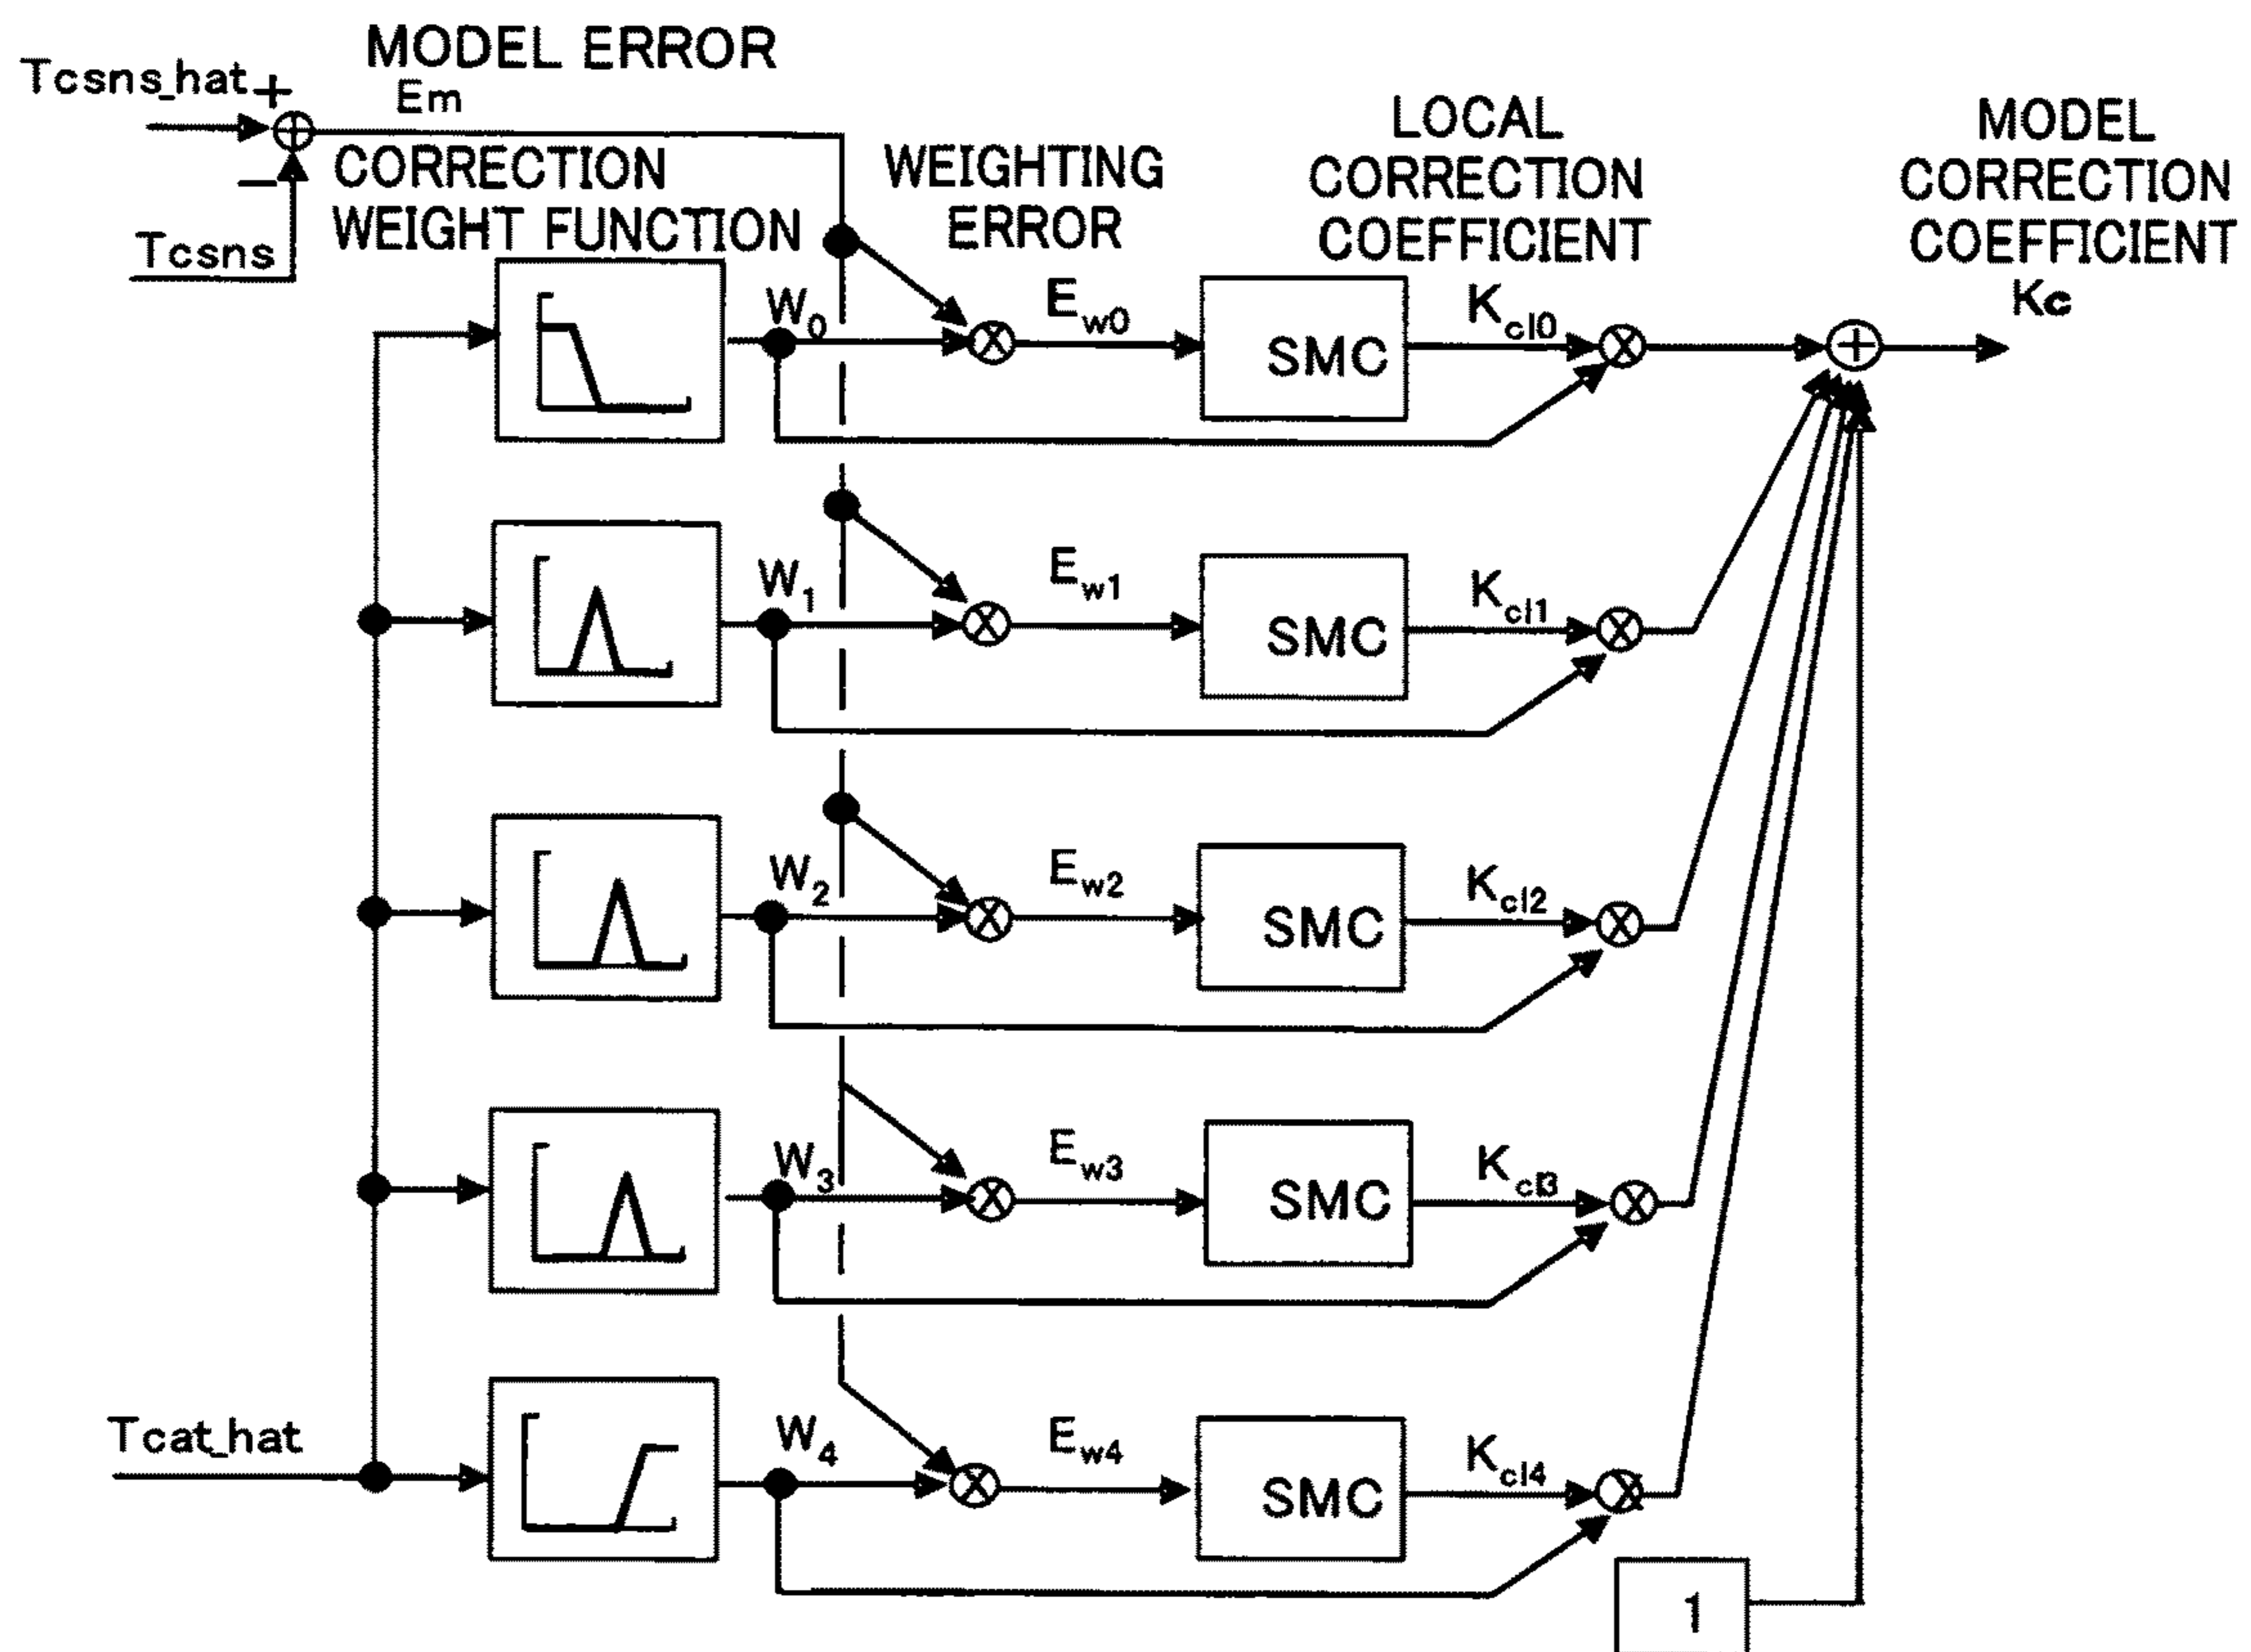 MODEL ERROR
Em
Tcsns_hat
+
−
Tcsns
CORRECTION
WEIGHT FUNCTION
WEIGHTING
ERROR
LOCAL
CORRECTION
COEFFICIENT
MODEL
CORRECTION
COEFFICIENT
Kc
W0
Ew0
SMC
Kcl0
W1
Ew1
SMC
Kcl1
W2
Ew2
SMC
Kcl2
W3
Ew3
SMC
Kcl3
Tcat_hat
W4
Ew4
SMC
Kcl4
1